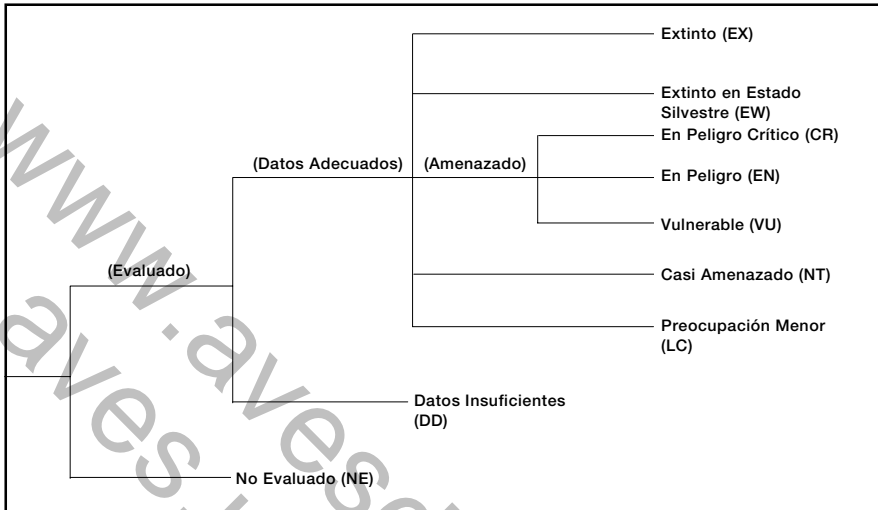 Extinto (EX)
Extinto en Estado
Silvestre (EW)
En Peligro Crítico (CR)
(Datos Adecuados)
(Amenazado)
En Peligro (EN)
Vulnerable (VU)
(Evaluado)
Casi Amenazado (NT)
Preocupación Menor
(LC)
Datos Insuficientes
(DD)
No Evaluado (NE)